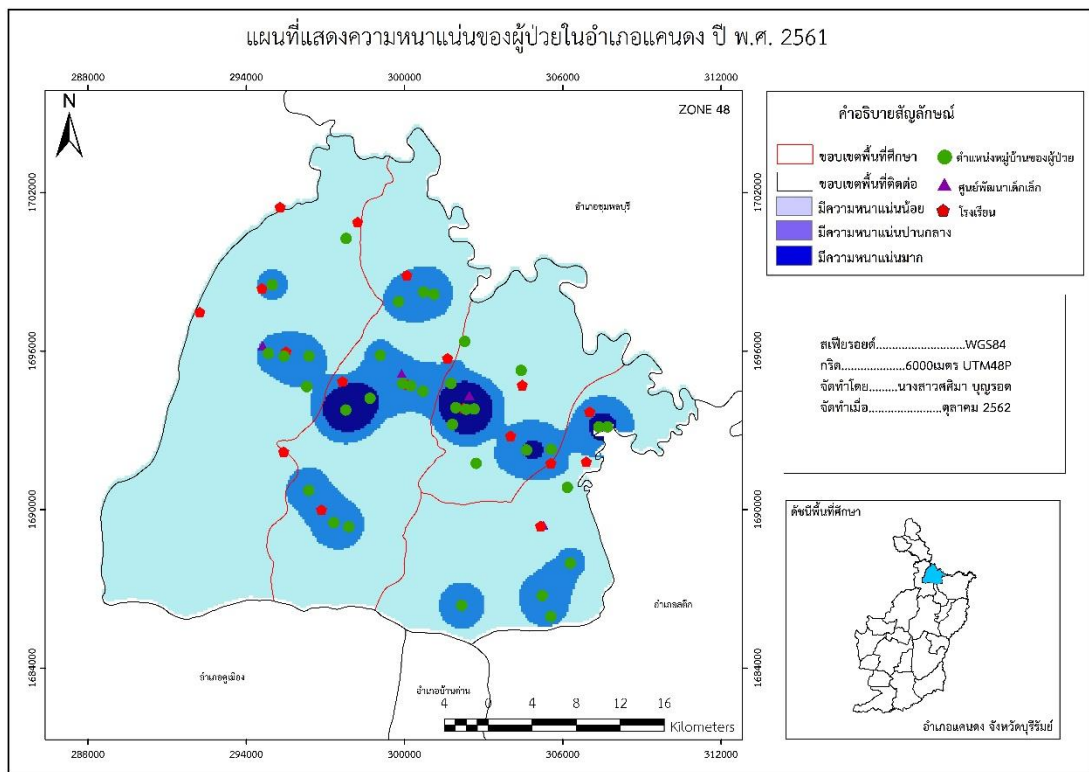 แผนที่แสดงความหนาแน่นของผู้ป่วยในอำเภอแคนดง ปี พ.ศ. 2561
288000 294000 300000 306000 312000
N
ZONE 48
1702000 1702000
1696000 1696000
1690000 1690000
1684000 1684000
อำเภอชุมพลบุรี
อำเภอสตึก
อำเภอคูเมือง
อำเภอบ้านด่าน
4 2 0 4 8 12 16
Kilometers
288000 294000 300000 306000 312000
คำอธิบายสัญลักษณ์
ขอบเขตพื้นที่ศึกษา
ขอบเขตพื้นที่ติดต่อ
มีความหนาแน่นน้อย
มีความหนาแน่นปานกลาง
มีความหนาแน่นมาก
ตำแหน่งหมู่บ้านของผู้ป่วย
ศูนย์พัฒนาเด็กเล็ก
โรงเรียน
สเฟียรอยด์...........................WGS84
กริด.......................6000เมตร UTM48P
จัดทำโดย..........นางสาวศศิมา บุญรอด
จัดทำเมื่อ......................ตุลาคม 2562
ดัชนีพื้นที่ศึกษา
อำเภอแคนดง จังหวัดบุรีรัมย์